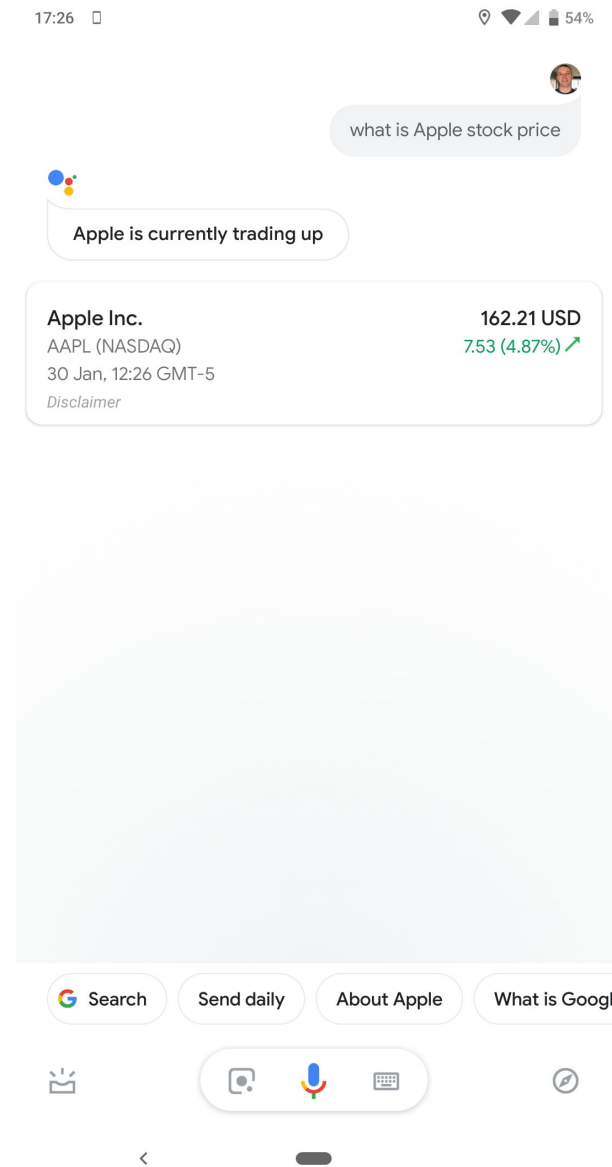 17:26
54%
what is Apple stock price
Apple is currently trading up
Apple Inc.
162.21 USD
AAPL (NASDAQ)
7.53 (4.87%)
30 Jan, 12:26 GMT-5
Disclaimer
Search
Send daily
About Apple
What is Googl